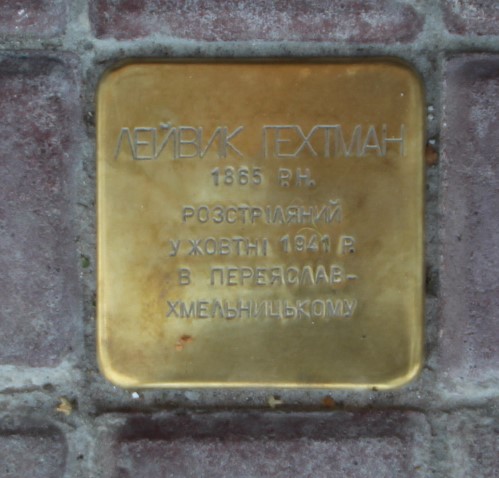 ЛЕЙВИК ГЕХТМАН
1865 Р.Н.
РОЗСТРІЛЯНИЙ
У ЖОВТНІ 1941 Р.
В ПЕРЕЯСЛАВ-
ХМЕЛЬНИЦЬКОМУ